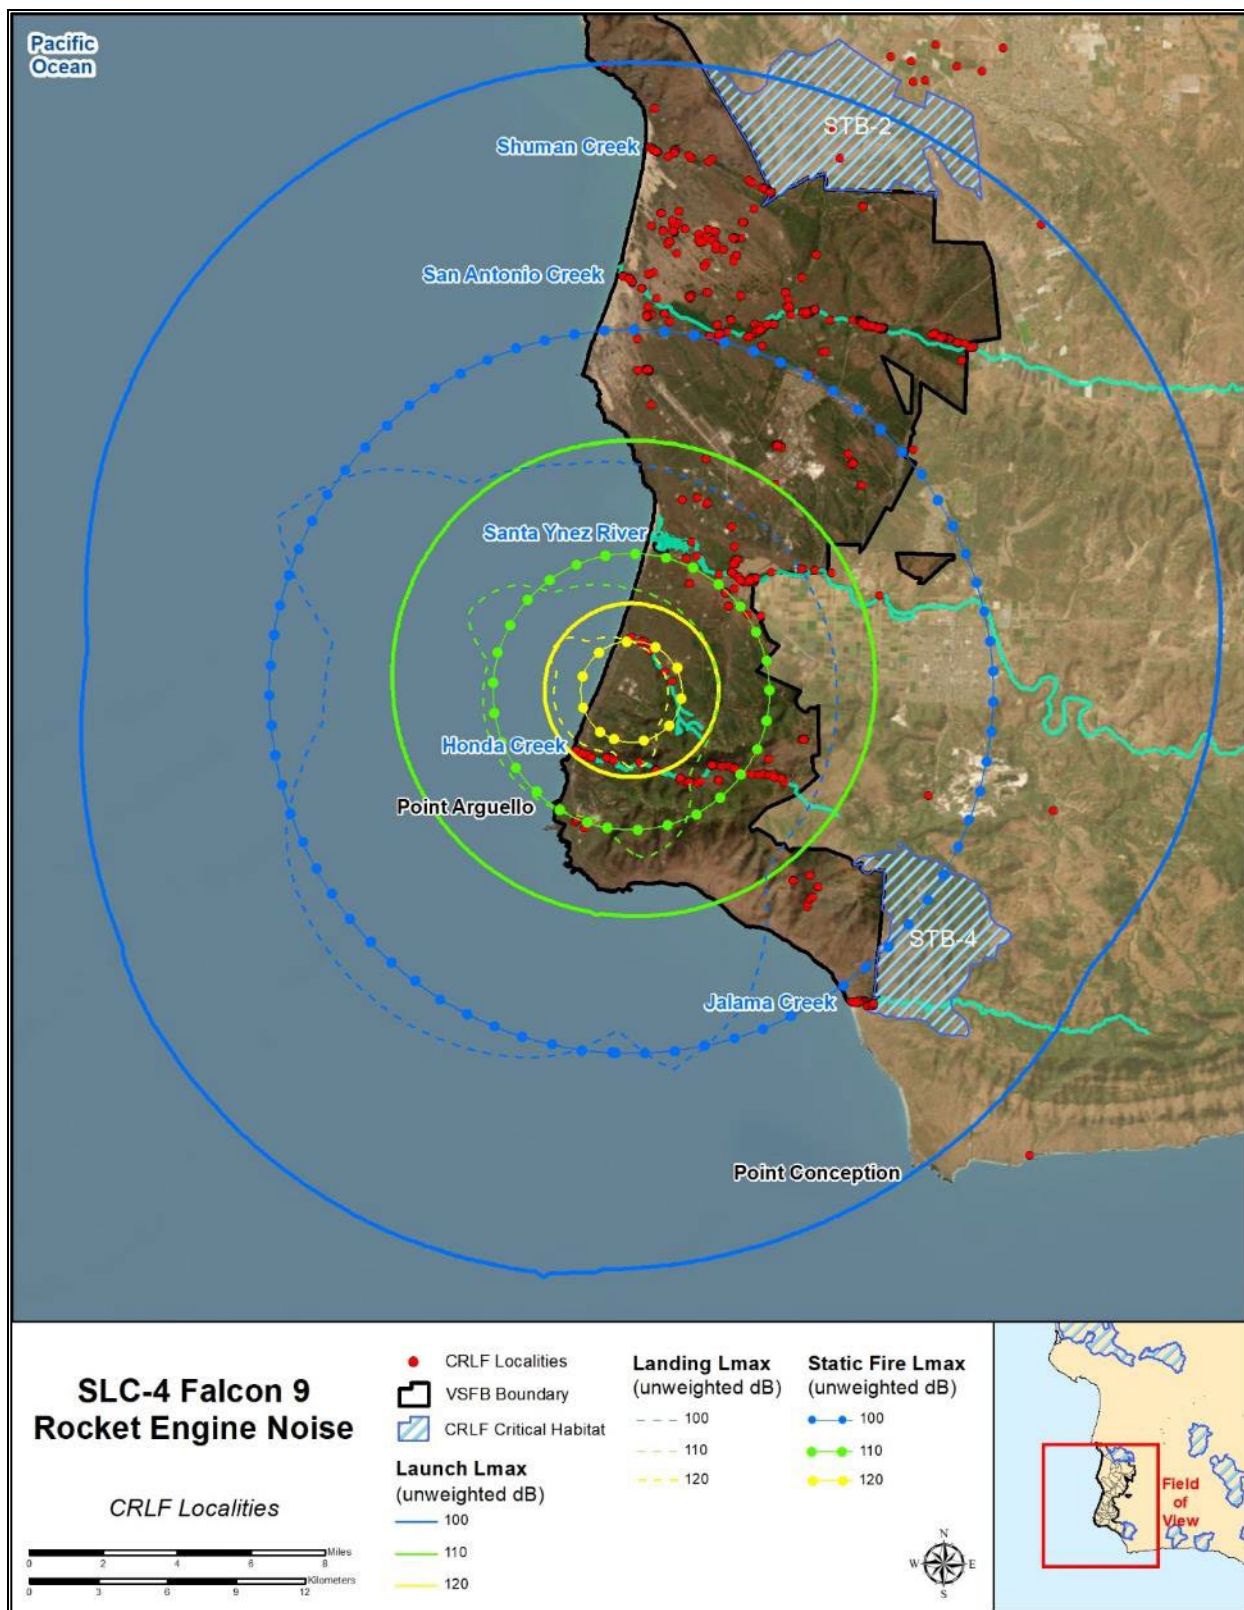 Pacific
Ocean
STB-2
Shuman Creek
San Antonio Creek
Santa Ynez River
Honda Creek
Point Arguello
STB-4
Jalama Creek
Point Conception
SLC-4 Falcon 9
Rocket Engine Noise
CRLF Localities
0 2 4 6 8 Miles
0 3 6 9 12 Kilometers
CRLF Localities
VSFB Boundary
CRLF Critical Habitat
Launch Lmax
(unweighted dB)
100
110
120
Landing Lmax
(unweighted dB)
100
110
120
Static Fire Lmax
(unweighted dB)
100
110
120
N
W E
S
Field
of
View